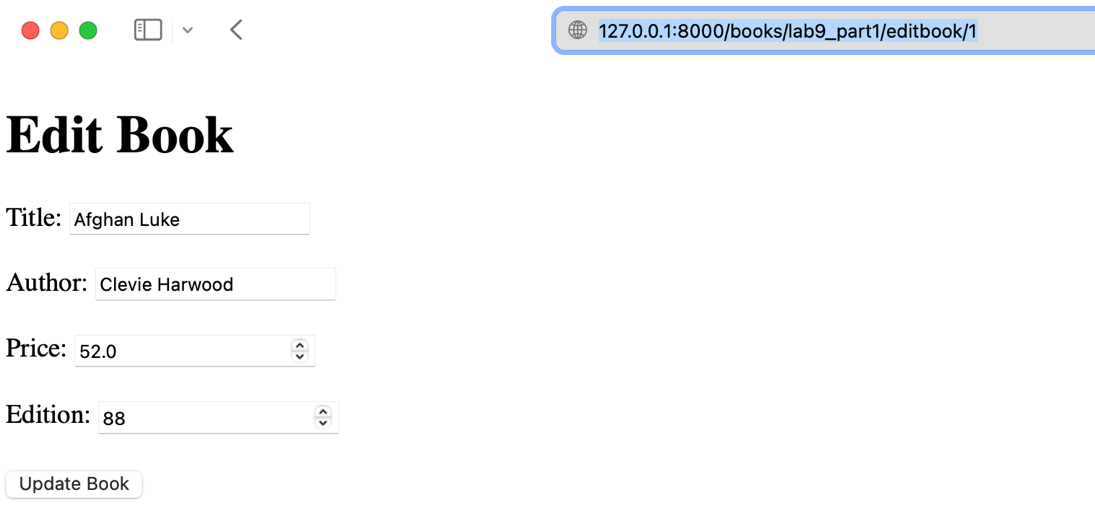 127.0.0.1:8000/books/lab9_part1/editbook/1
Edit Book
Title: Afghan Luke
Author: Clevie Harwood
Price: 52.0
Edition: 88
Update Book